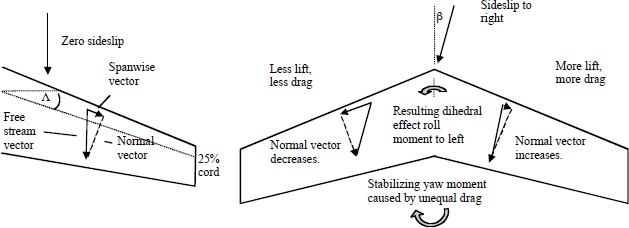 Zero sideslip
Spanwise
vector
Λ
Free
stream
vector
Normal
vector
25%
cord
Sideslip to
right
β
Less lift,
less drag
More lift,
more drag
Resulting dihedral
effect roll
moment to left
Normal vector
decreases.
Normal vector
increases.
Stabilizing yaw moment
caused by unequal drag